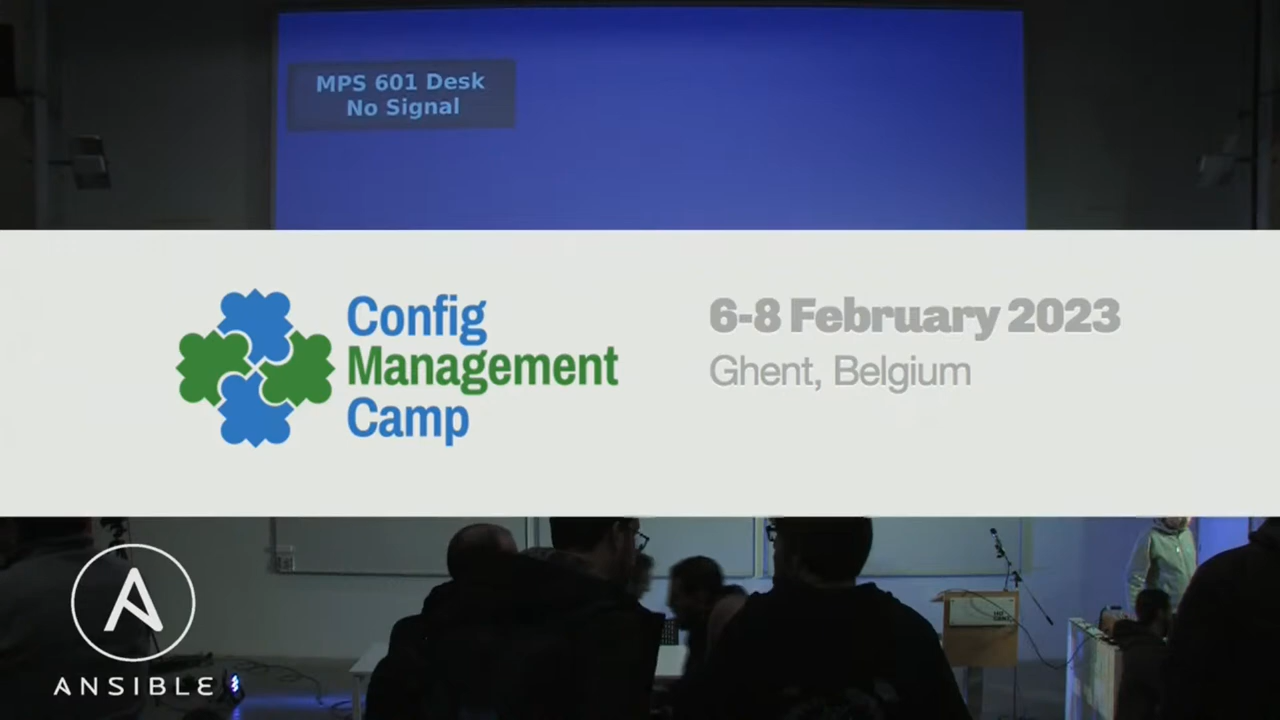 MPS 601 Desk
No Signal
Config
Management
Camp
6-8 February 2023
Ghent, Belgium
ANSIBLE